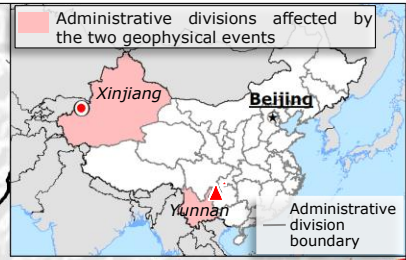 Administrative divisions affected by
the two geophysical events
Xinjiang
Beijing
Yunnan
Administrative
division
boundary